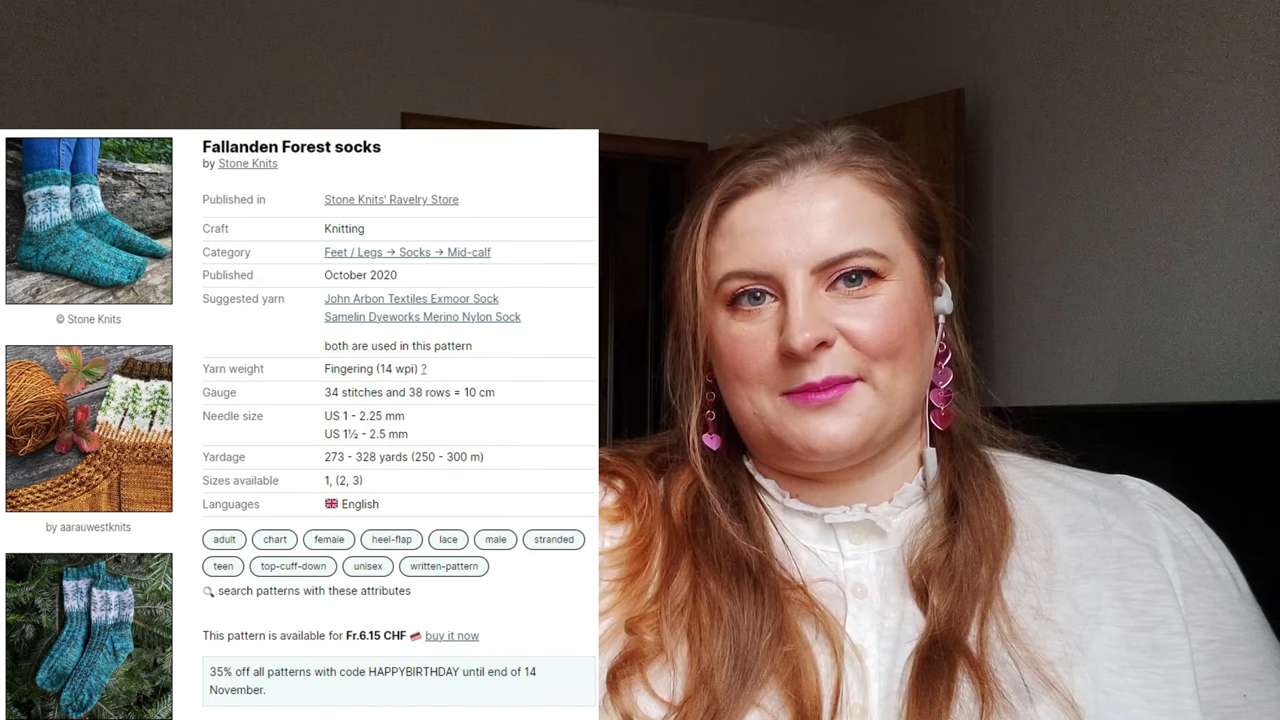 Fallanden Forest socks
by Stone Knits
Published in Stone Knits' Ravelry Store
Craft Knitting
Category Feet / Legs → Socks → Mid-calf
Published October 2020
Suggested yarn John Arbon Textiles Exmoor Sock
Samelin Dyeworks Merino Nylon Sock
both are used in this pattern
Yarn weight Fingering (14 wpi) ?
Gauge 34 stitches and 38 rows = 10 cm
Needle size US 1 - 2.25 mm
US 1½ - 2.5 mm
Yardage 273 - 328 yards (250 - 300 m)
Sizes available 1, (2, 3)
Languages English
adult chart female heel-flap lace male stranded
teen top-cuff-down unisex written-pattern
search patterns with these attributes
This pattern is available for Fr.6.15 CHF buy it now
35% off all patterns with code HAPPYBIRTHDAY until end of 14
November.
© Stone Knits
by aarauwestknits